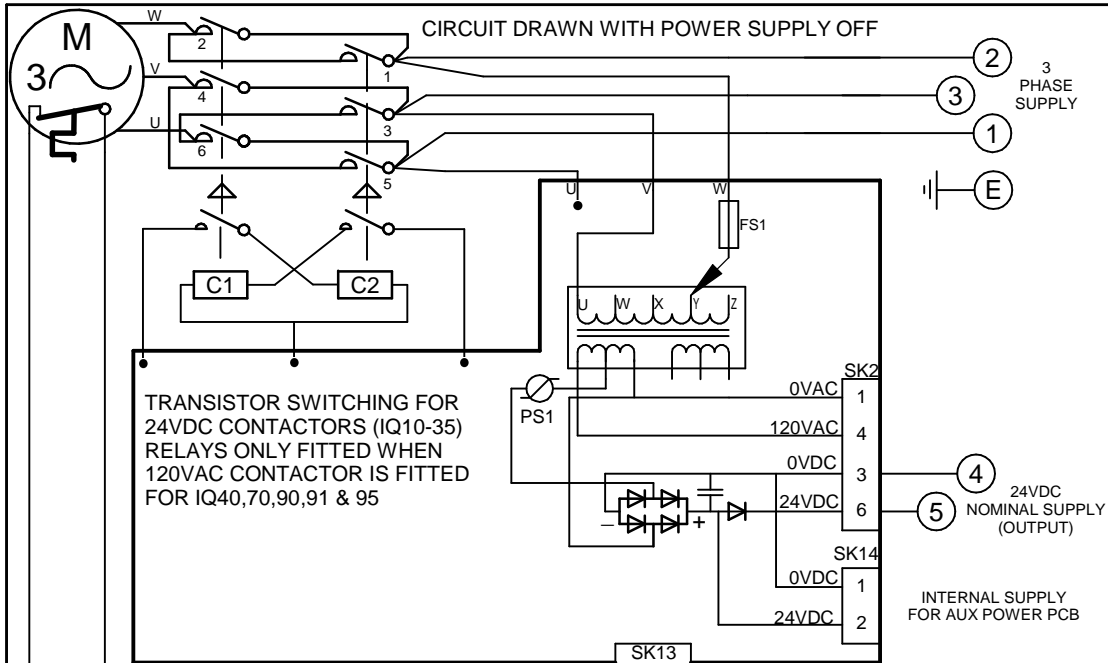 CIRCUIT DRAWN WITH POWER SUPPLY OFF
M
3
W
V
U
2
4
6
1
3
5
2
3
1
E
3
PHASE
SUPPLY
U
V
W
FS1
C1
C2
U
W
X
Y
Z
TRANSISTOR SWITCHING FOR
24VDC CONTACTORS (IQ10-35)
RELAYS ONLY FITTED WHEN
120VAC CONTACTOR IS FITTED
FOR IQ40,70,90,91 & 95
PS1
SK2
0VAC 1
120VAC 4
0VDC 3
24VDC 6
4
5
24VDC
NOMINAL SUPPLY
(OUTPUT)
– +
SK14
0VDC 1
24VDC 2
INTERNAL SUPPLY
FOR AUX POWER PCB
SK13